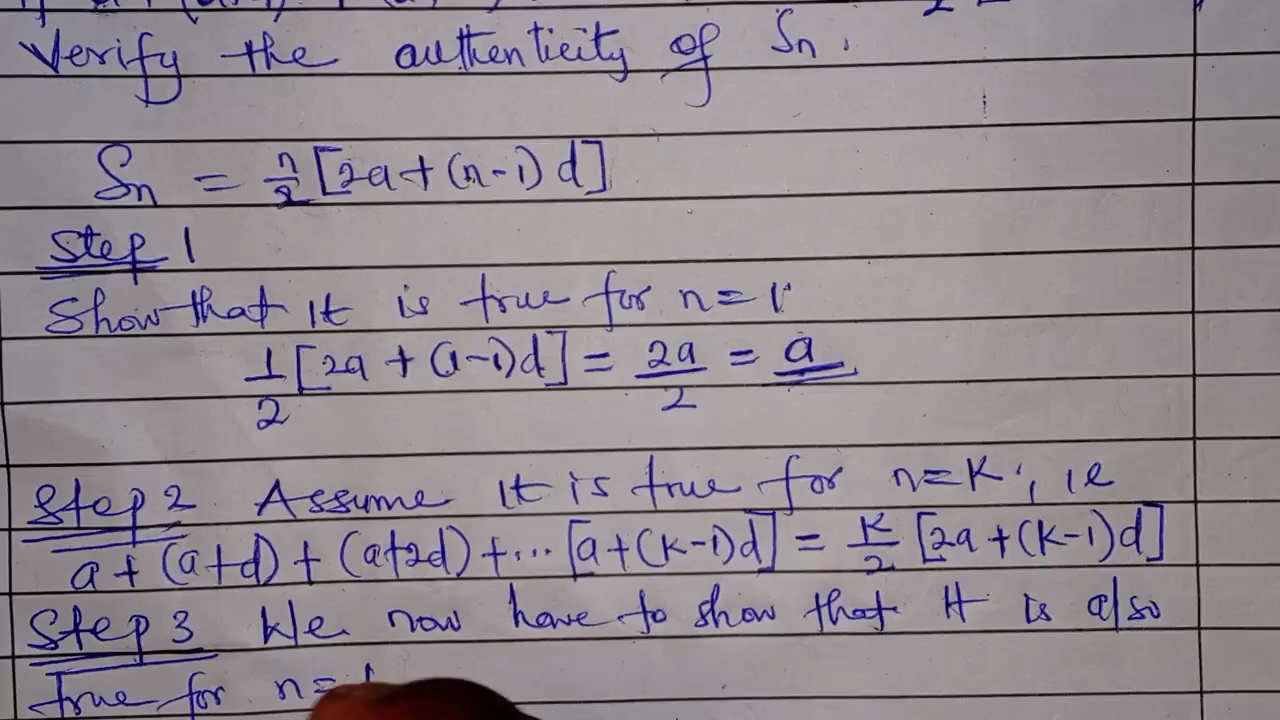 Verify the authenticity of Sn.
Sn = n/2 [2a+(n-1)d]
Step 1
Show that it is true for n=1
1/2 [2a + (1-1)d] = 2a/2 = a
Step 2 Assume it is true for n=K, ie
a + (a+d) + (a+2d) +... [a+(K-1)d] = K/2 [2a+(K-1)d]
Step 3 We now have to show that it is also
true for n=